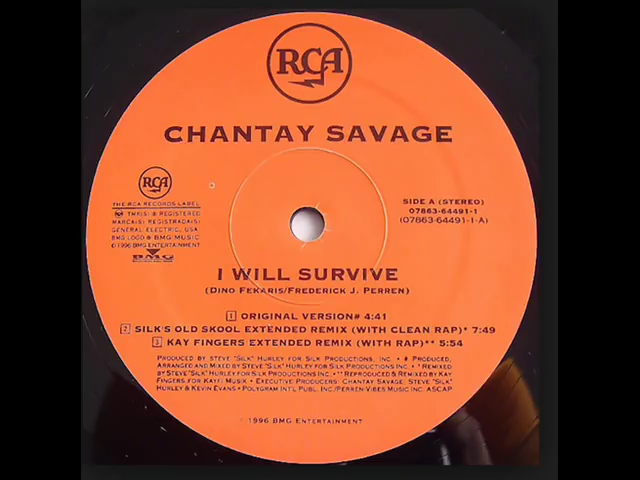 RCA
CHANTAY SAVAGE
RCA
THE RCA RECORDS LABEL
TMK(S) ® REGISTERED
MARCA(S) REGISTRADA(S)
GENERAL ELECTRIC, USA
BMG LOGO ® BMG MUSIC
© 1996 BMG ENTERTAINMENT
BMG
SIDE A (STEREO)
07863-64491-1
(07863-64491-1-A)
I WILL SURVIVE
(DINO FEKARIS/FREDERICK J. PERREN)
1 ORIGINAL VERSION# 4:41
2 SILK'S OLD SKOOL EXTENDED REMIX (WITH CLEAN RAP)* 7:49
3 KAY FINGERS EXTENDED REMIX (WITH RAP)** 5:54
PRODUCED BY STEVE "SILK" HURLEY FOR SILK PRODUCTIONS, INC. • # PRODUCED,
ARRANGED AND MIXED BY STEVE "SILK" HURLEY FOR SILK PRODUCTIONS INC. • * REMIXED
BY STEVE "SILK" HURLEY FOR SILK PRODUCTIONS INC. • ** REPRODUCED & REMIXED BY KAY
FINGERS FOR KAYF. MUSIK • EXECUTIVE PRODUCERS: CHANTAY SAVAGE, STEVE "SILK"
HURLEY & KEVIN EVANS • POLYGRAM INT'L PUBL. INC./PERREN-VIBES MUSIC INC. ASCAP
1996 BMG ENTERTAINMENT